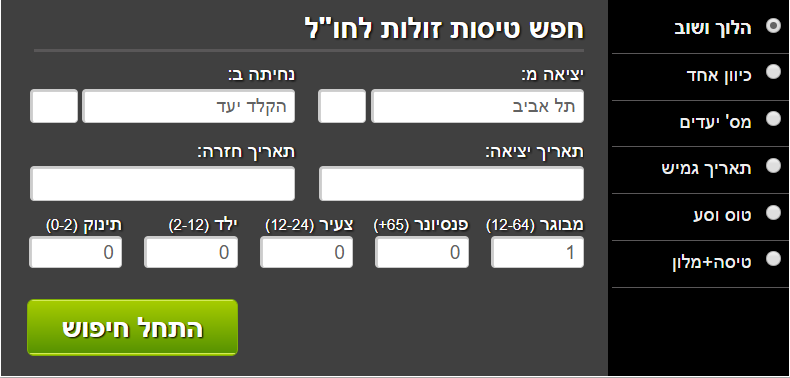 הלוך ושוב
כיוון אחד
מס' יעדים
תאריך גמיש
טוס וסע
טיסה+מלון
חפש טיסות זולות לחו"ל
יציאה מ: נחיתה ב:
תל אביב הקלד יעד
תאריך יציאה: תאריך חזרה:
מבוגר (12-64) פנסיונר (65+) צעיר (12-24) ילד (2-12) תינוק (0-2)
1 0 0 0 0
התחל חיפוש